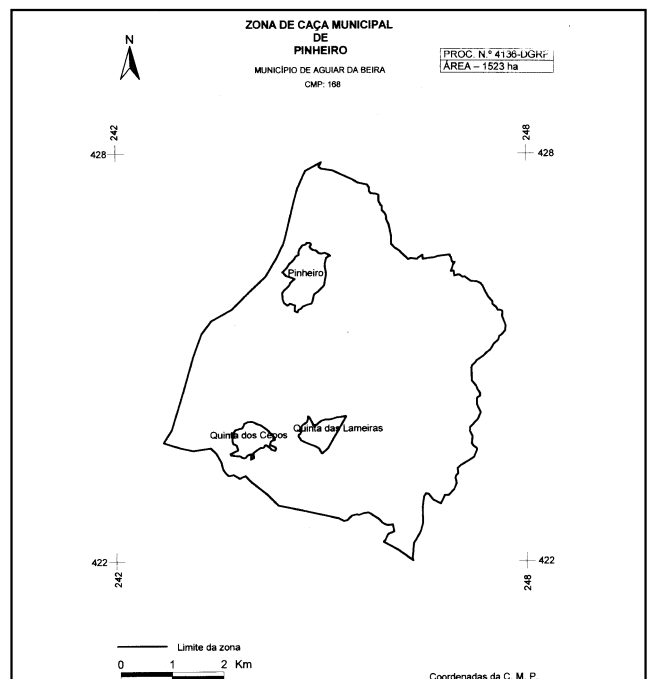 ZONA DE CAÇA MUNICIPAL
DE
PINHEIRO
MUNICÍPIO DE AGUIAR DA BEIRA
CMP: 168
N
PROC. N.º 4136-DGRF
ÁREA – 1523 ha
242
248
428
428
Pinheiro
Quinta dos Cepos
Quinta das Lameiras
422
422
242
248
Limite da zona
0 1 2 Km
Coordenadas da C. M. P.